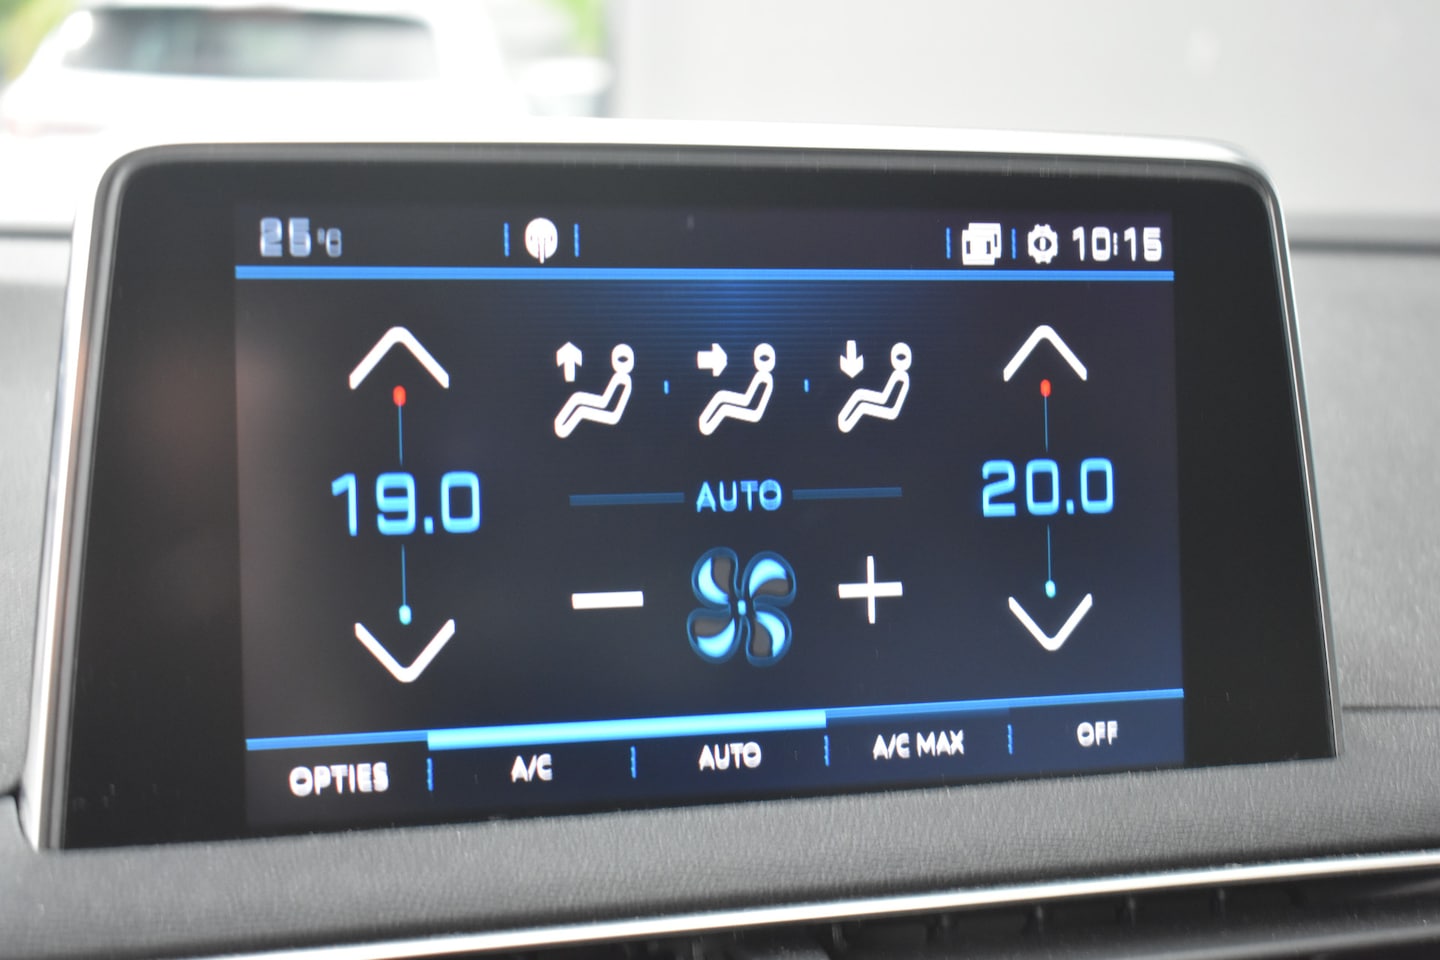 25°C 10:15
19.0 AUTO 20.0
OPTIES A/C AUTO A/C MAX OFF